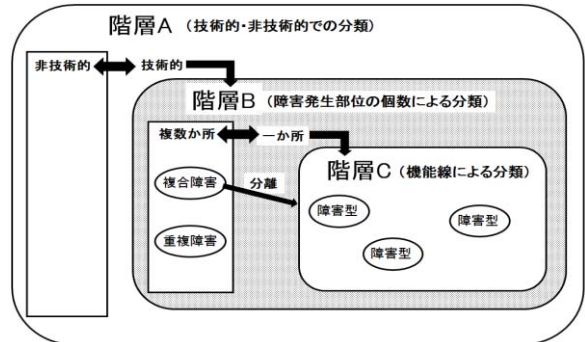 階層A（技術的・非技術的での分類）
非技術的
技術的
階層B（障害発生部位の個数による分類）
複数か所
一か所
階層C（機能線による分類）
複合障害
分離
障害型
障害型
重複障害
障害型